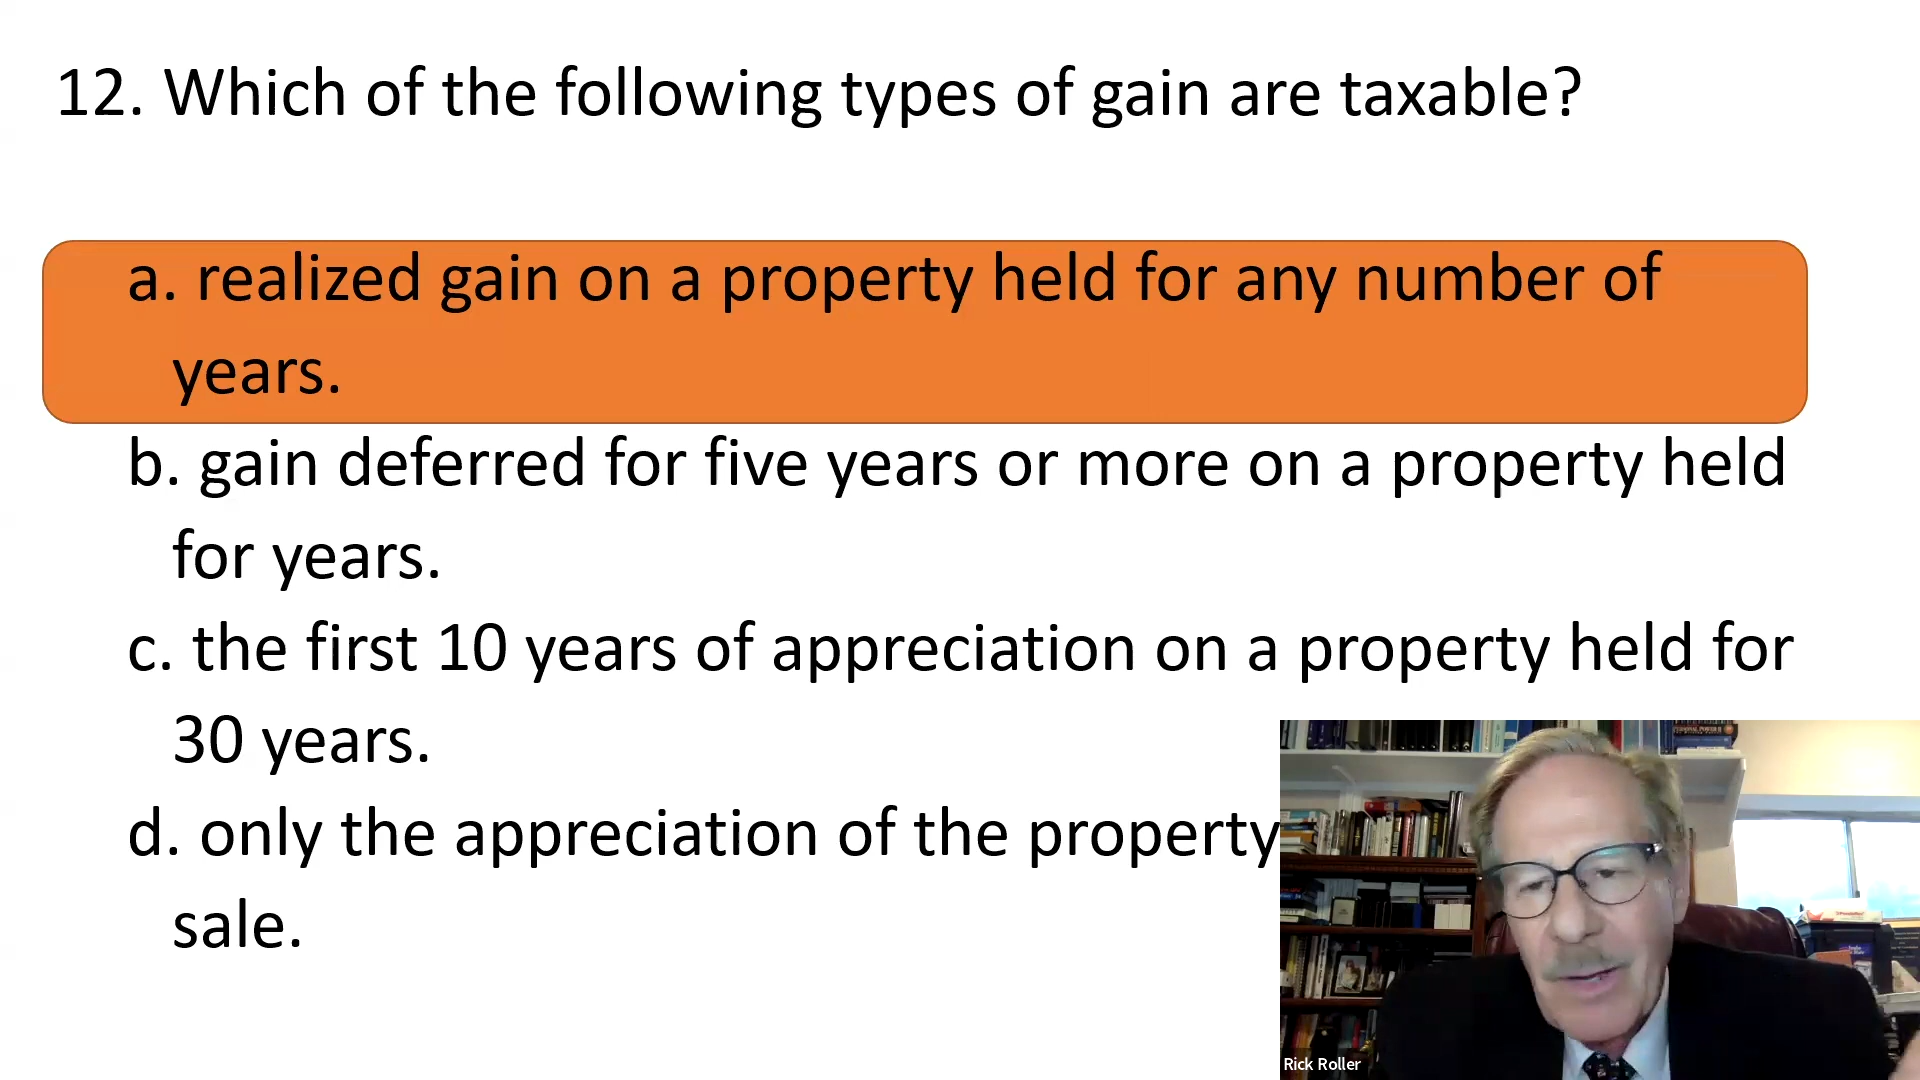 12. Which of the following types of gain are taxable?
a. realized gain on a property held for any number of
years.
b. gain deferred for five years or more on a property held
for years.
c. the first 10 years of appreciation on a property held for
30 years.
d. only the appreciation of the property
sale.
Rick Roller